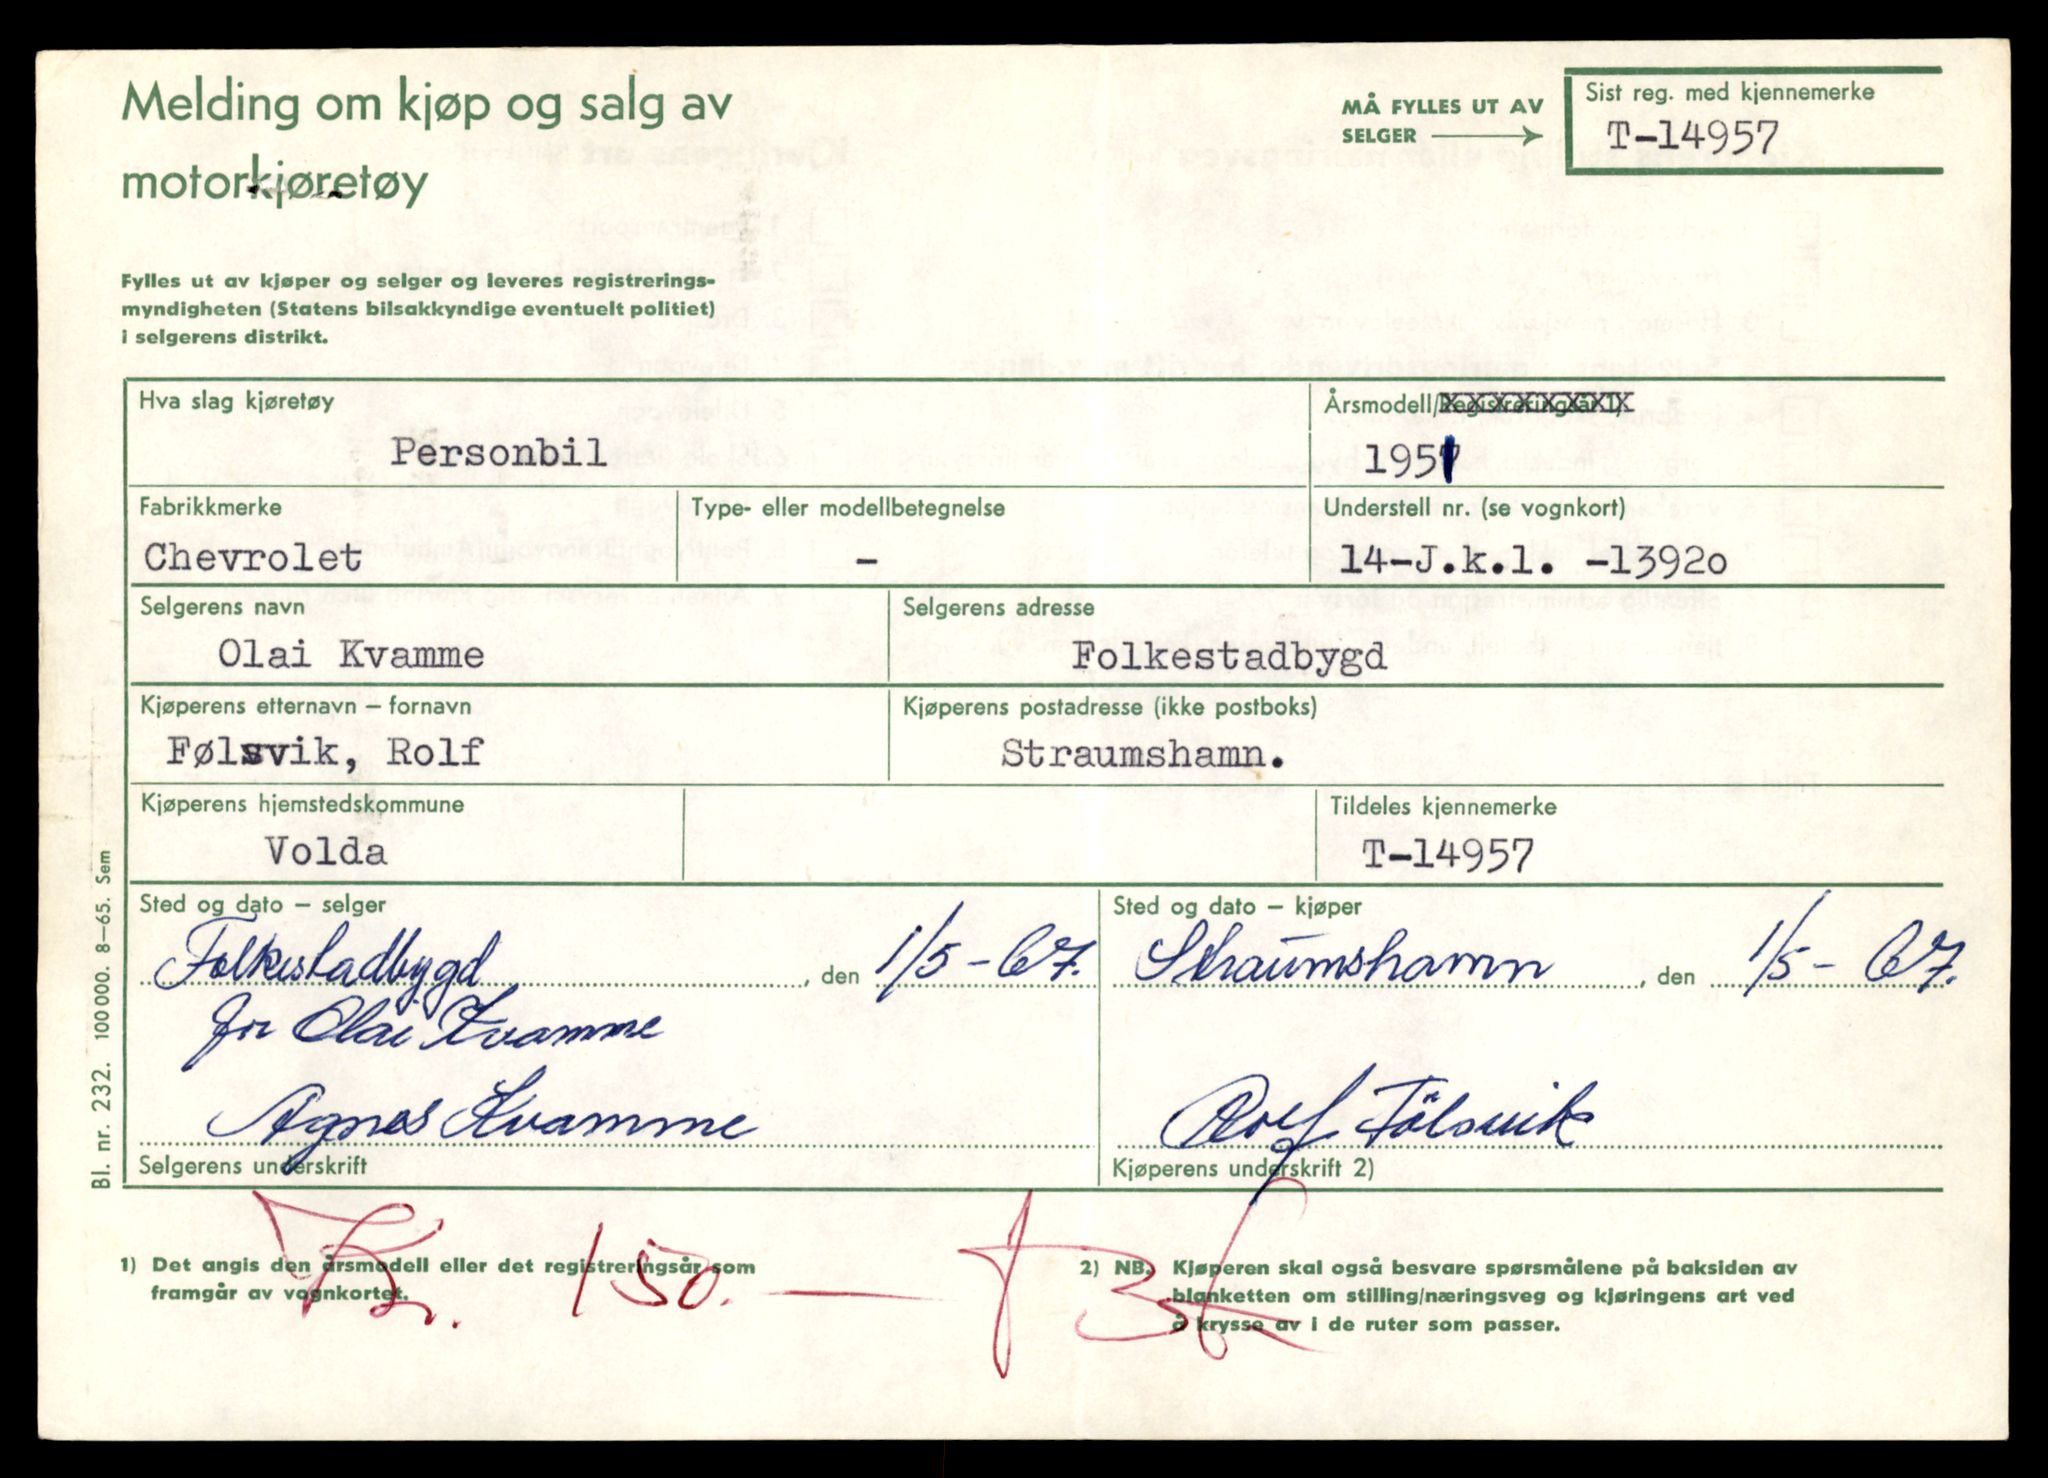 Melding om kjøp og salg av
motorkjøretøy
MÅ FYLLES UT AV
SELGER
Sist reg. med kjennemerke
T-14957
Fylles ut av kjøper og selger og leveres registrerings-
myndigheten (Statens bilsakkyndige eventuelt politiet)
i selgerens distrikt.
Hva slag kjøretøy
Personbil
Årsmodell/Registreringsår 1)
195
Fabrikkmerke
Chevrolet
Type- eller modellbetegnelse
-
Understell nr. (se vognkort)
14-J.k.l. -1392o
Selgerens navn
Olai Kvamme
Selgerens adresse
Folkestadbygd
Kjøperens etternavn – fornavn
Følsvik, Rolf
Kjøperens postadresse (ikke postboks)
Straumshamn.
Kjøperens hjemstedskommune
Volda
Tildeles kjennemerke
T-14957
Sted og dato – selger
Folkestadbygd, den 1/5-67.
for Olai Kvamme
Agnes Kvamme
Selgerens underskrift
Sted og dato – kjøper
Straumshamn, den 1/5- 67.
Rolf Fölsvik
Kjøperens underskrift 2)
Kr. 150.—
1) Det angis den årsmodell eller det registreringsår som
framgår av vognkortet.
2) NB. Kjøperen skal også besvare spørsmålene på baksiden av
blanketten om stilling/næringsveg og kjøringens art ved
å krysse av i de ruter som passer.
Bl. nr. 232. 100 000. 8–65. Sem